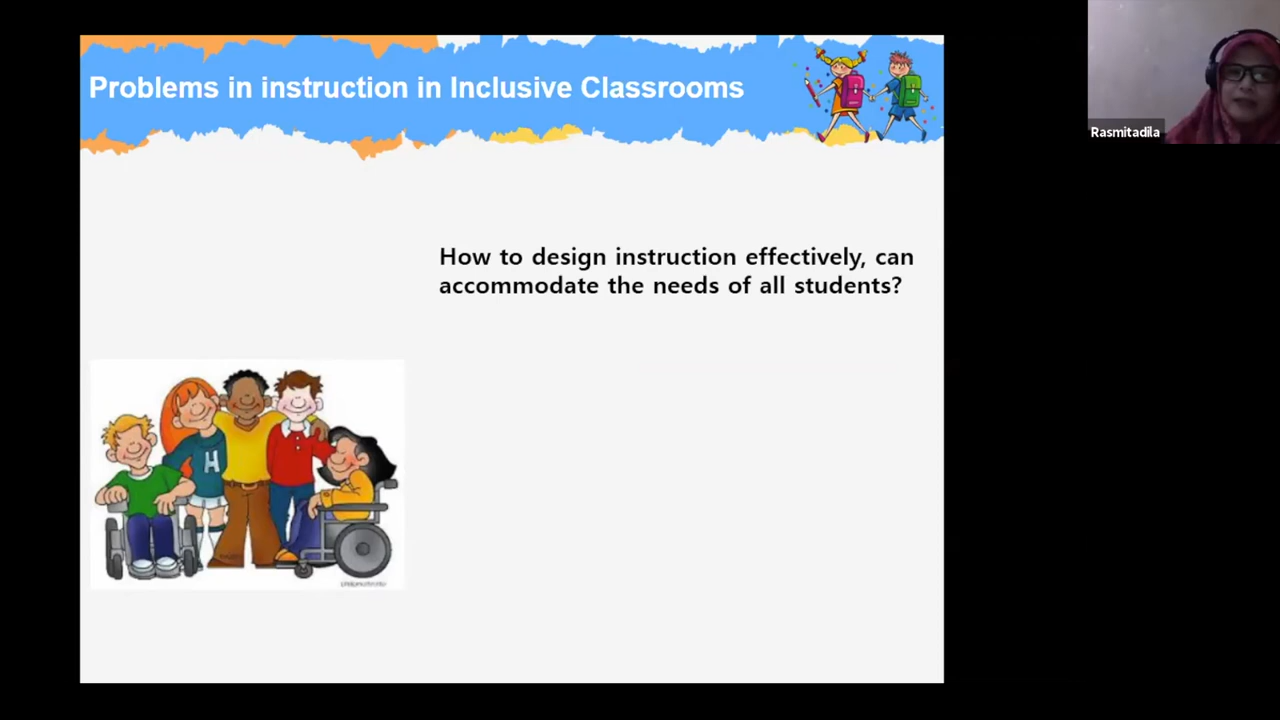 Problems in instruction in Inclusive Classrooms
Rasmitadila
How to design instruction effectively, can
accommodate the needs of all students?
H